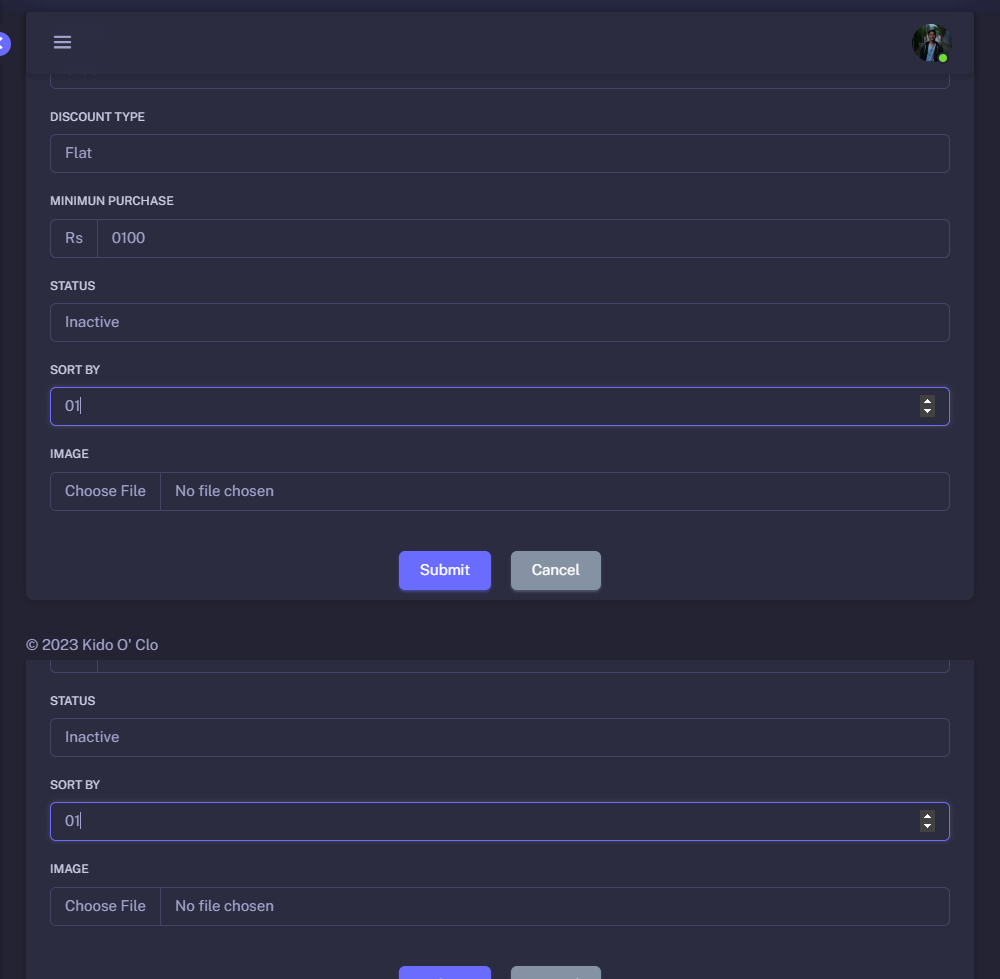 DISCOUNT TYPE
Flat
MINIMUN PURCHASE
Rs 0100
STATUS
Inactive
SORT BY
01
IMAGE
Choose File No file chosen
Submit Cancel
© 2023 Kido O' Clo
STATUS
Inactive
SORT BY
01
IMAGE
Choose File No file chosen